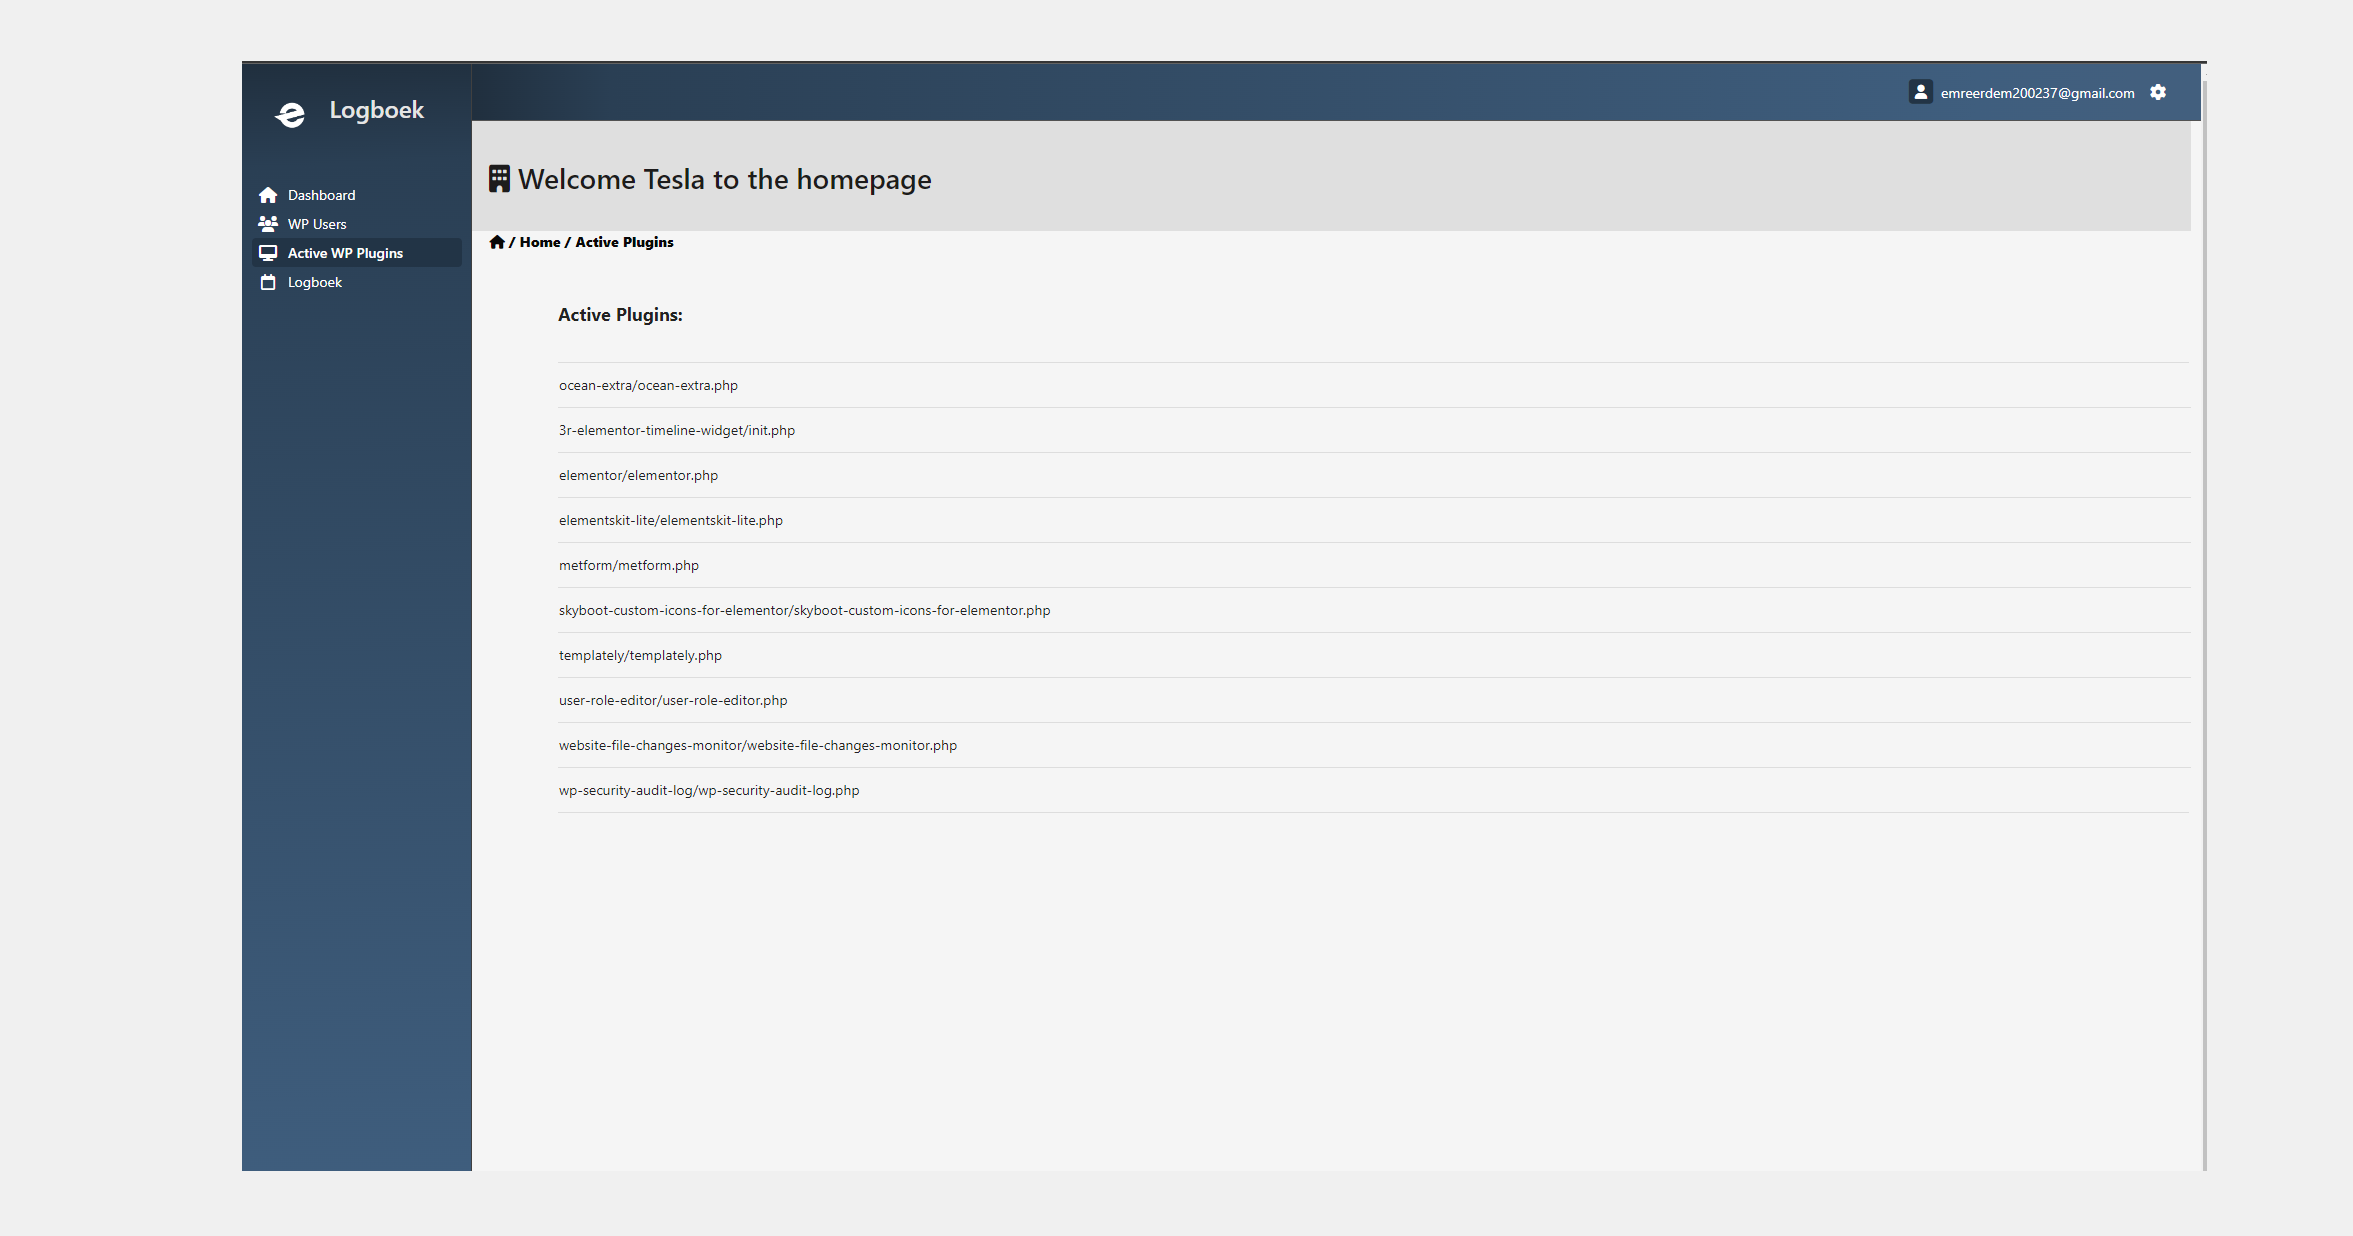 Logboek
emreerdem200237@gmail.com
Dashboard
WP Users
Active WP Plugins
Logboek
Welcome Tesla to the homepage
/ Home / Active Plugins
Active Plugins:
ocean-extra/ocean-extra.php
3r-elementor-timeline-widget/init.php
elementor/elementor.php
elementskit-lite/elementskit-lite.php
metform/metform.php
skyboot-custom-icons-for-elementor/skyboot-custom-icons-for-elementor.php
templately/templately.php
user-role-editor/user-role-editor.php
website-file-changes-monitor/website-file-changes-monitor.php
wp-security-audit-log/wp-security-audit-log.php